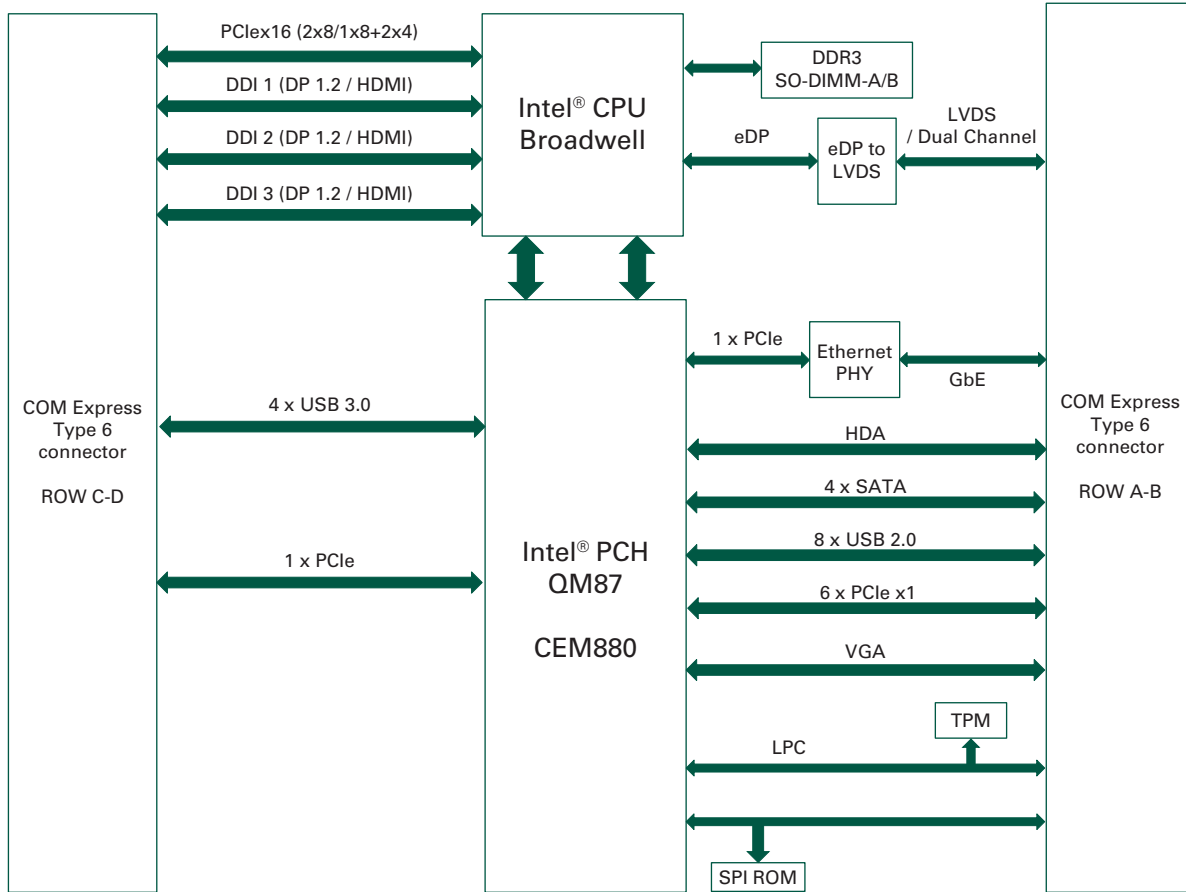 PCIex16 (2x8/1x8+2x4)
DDI 1 (DP 1.2 / HDMI)
DDI 2 (DP 1.2 / HDMI)
DDI 3 (DP 1.2 / HDMI)
Intel® CPU
Broadwell
DDR3
SO-DIMM-A/B
eDP
eDP to
LVDS
LVDS
/ Dual Channel
COM Express
Type 6
connector
ROW C-D
4 x USB 3.0
1 x PCIe
Intel® PCH
QM87
CEM880
1 x PCIe
Ethernet
PHY
GbE
HDA
4 x SATA
8 x USB 2.0
6 x PCIe x1
VGA
TPM
LPC
SPI ROM
COM Express
Type 6
connector
ROW A-B